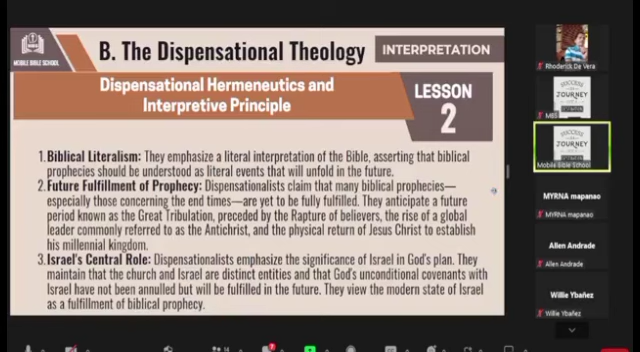 MOBILE BIBLE SCHOOL
B. The Dispensational Theology
INTERPRETATION
Dispensational Hermeneutics and
Interpretive Principle
LESSON
2
1. Biblical Literalism: They emphasize a literal interpretation of the Bible, asserting that biblical
prophecies should be understood as literal events that will unfold in the future.
2. Future Fulfillment of Prophecy: Dispensationalists claim that many biblical prophecies—
especially those concerning the end times—are yet to be fully fulfilled. They anticipate a future
period known as the Great Tribulation, preceded by the Rapture of believers, the rise of a global
leader commonly referred to as the Antichrist, and the physical return of Jesus Christ to establish
his millennial kingdom.
3. Israel's Central Role: Dispensationalists emphasize the significance of Israel in God's plan. They
maintain that the church and Israel are distinct entities and that God's unconditional covenants with
Israel have not been annulled but will be fulfilled in the future. They view the modern state of Israel
as a fulfillment of biblical prophecy.
Rhoderick De Vera
SUCCESS
JOURNEY
SUCCESS
JOURNEY
Mobile Bible School
MYRNA mapanao
MYRNA mapanao
Allen Andrade
Allen Andrade
Willie Ybañez
Willie Ybañez
14